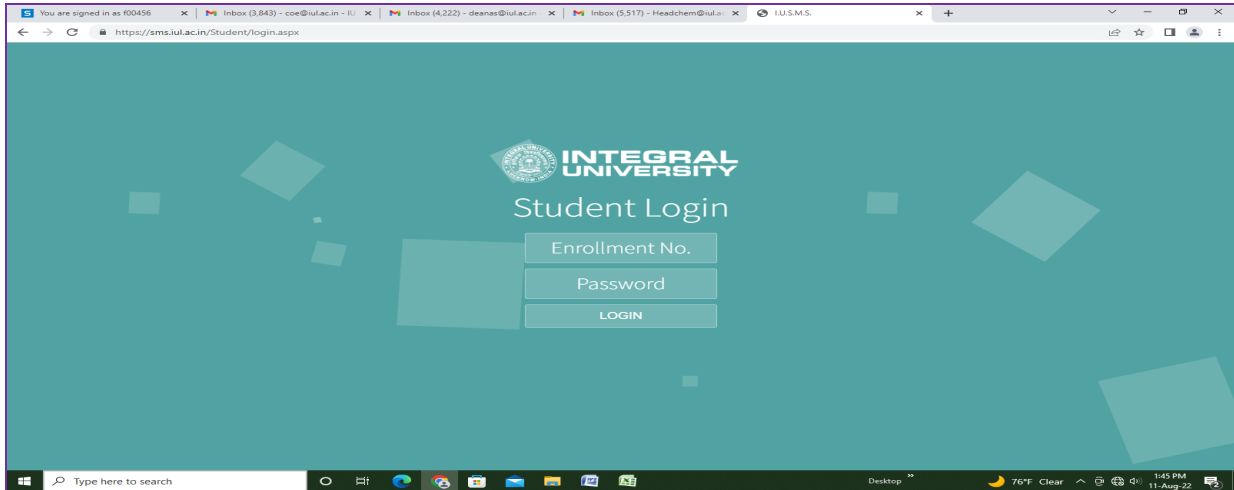 You are signed in as f00456
Inbox (3,843) - coe@iul.ac.in - IU
Inbox (4,222) - deanas@iul.ac.in -
Inbox (5,517) - Headchem@iul.ac
I.U.S.M.S.
https://sms.iul.ac.in/Student/login.aspx
INTEGRAL
UNIVERSITY
Student Login
Enrollment No.
Password
LOGIN
Type here to search
Desktop
76°F Clear
1:45 PM
11-Aug-22